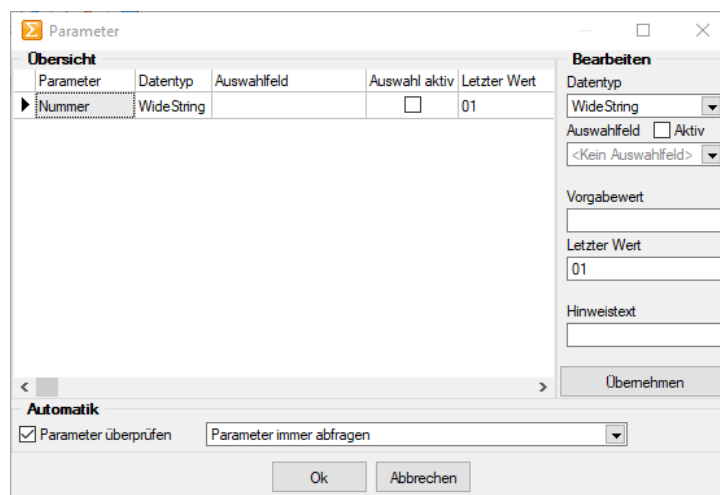 Parameter
Übersicht
Parameter Datentyp Auswahlfeld Auswahl aktiv Letzter Wert
Nummer WideString 01
Bearbeiten
Datentyp
WideString
Auswahlfeld Aktiv
<Kein Auswahlfeld>
Vorgabewert
Letzter Wert
01
Hinweistext
Übernehmen
Automatik
Parameter überprüfen Parameter immer abfragen
Ok Abbrechen